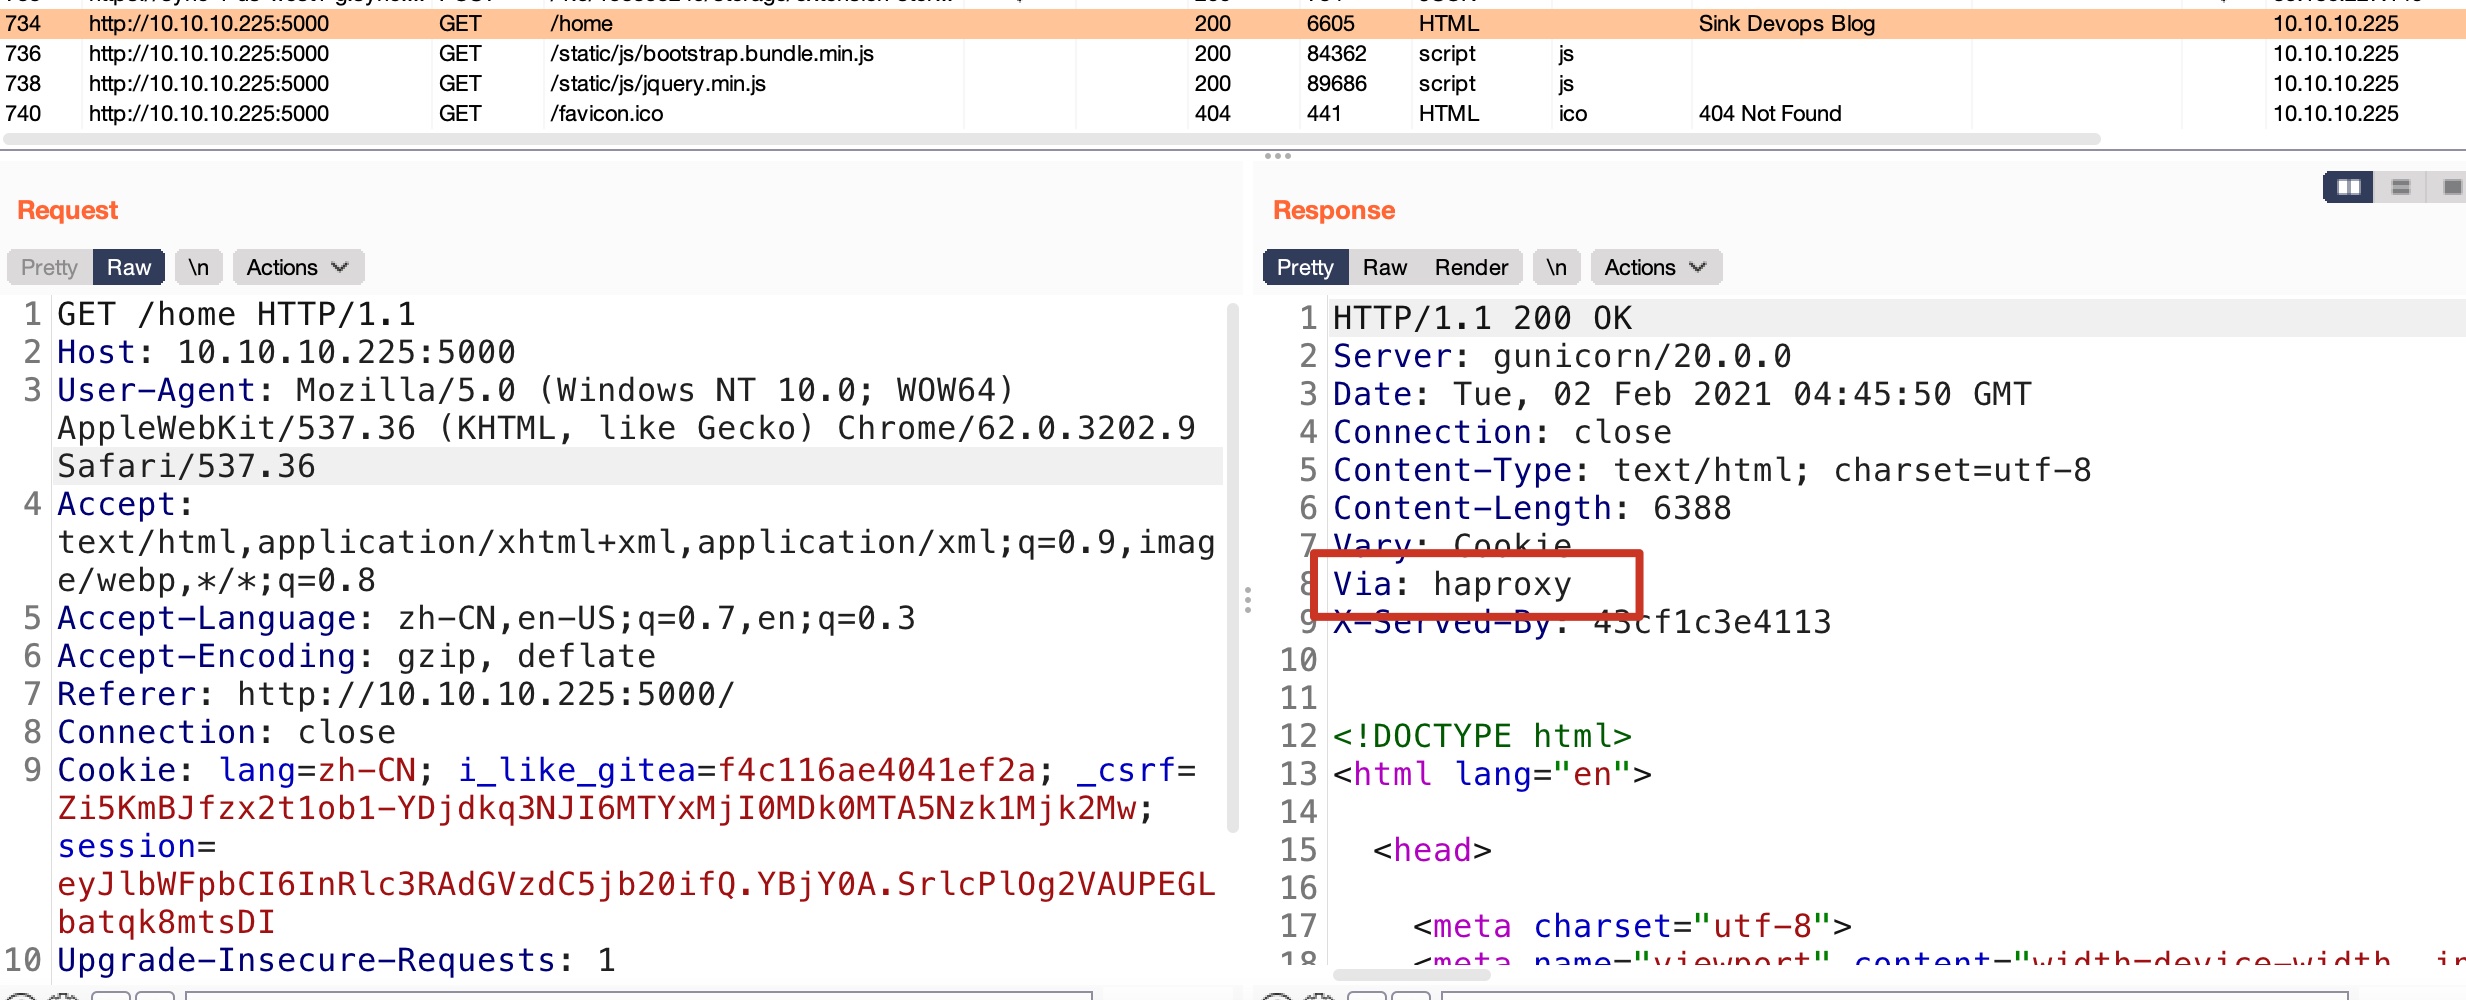 734 http://10.10.10.225:5000 GET /home 200 6605 HTML Sink Devops Blog 10.10.10.225
736 http://10.10.10.225:5000 GET /static/js/bootstrap.bundle.min.js 200 84362 script js 10.10.10.225
738 http://10.10.10.225:5000 GET /static/js/jquery.min.js 200 89686 script js 10.10.10.225
740 http://10.10.10.225:5000 GET /favicon.ico 404 441 HTML ico 404 Not Found 10.10.10.225
Request
Pretty Raw \n Actions
1 GET /home HTTP/1.1
2 Host: 10.10.10.225:5000
3 User-Agent: Mozilla/5.0 (Windows NT 10.0; WOW64)
AppleWebKit/537.36 (KHTML, like Gecko) Chrome/62.0.3202.9
Safari/537.36
4 Accept:
text/html,application/xhtml+xml,application/xml;q=0.9,imag
e/webp,*/*;q=0.8
5 Accept-Language: zh-CN,en-US;q=0.7,en;q=0.3
6 Accept-Encoding: gzip, deflate
7 Referer: http://10.10.10.225:5000/
8 Connection: close
9 Cookie: lang=zh-CN; i_like_gitea=f4c116ae4041ef2a; _csrf=
Zi5KmBJfzx2t1ob1-YDjdkq3NJI6MTYxMjI0MDk0MTA5Nzk1Mjk2Mw;
session=
eyJlbWFpbCI6InRlc3RAdGVzdC5jb20ifQ.YBjY0A.SrlcPlOg2VAUPEGL
batqk8mtsDI
10 Upgrade-Insecure-Requests: 1
Response
Pretty Raw Render \n Actions
1 HTTP/1.1 200 OK
2 Server: gunicorn/20.0.0
3 Date: Tue, 02 Feb 2021 04:45:50 GMT
4 Connection: close
5 Content-Type: text/html; charset=utf-8
6 Content-Length: 6388
7 Vary: Cookie
8 Via: haproxy
9 X-Served-By: 43cf1c3e4113
10
11
12 <!DOCTYPE html>
13 <html lang="en">
14
15 <head>
16
17 <meta charset="utf-8">
18 <meta name="viewport" content="width=device-width,